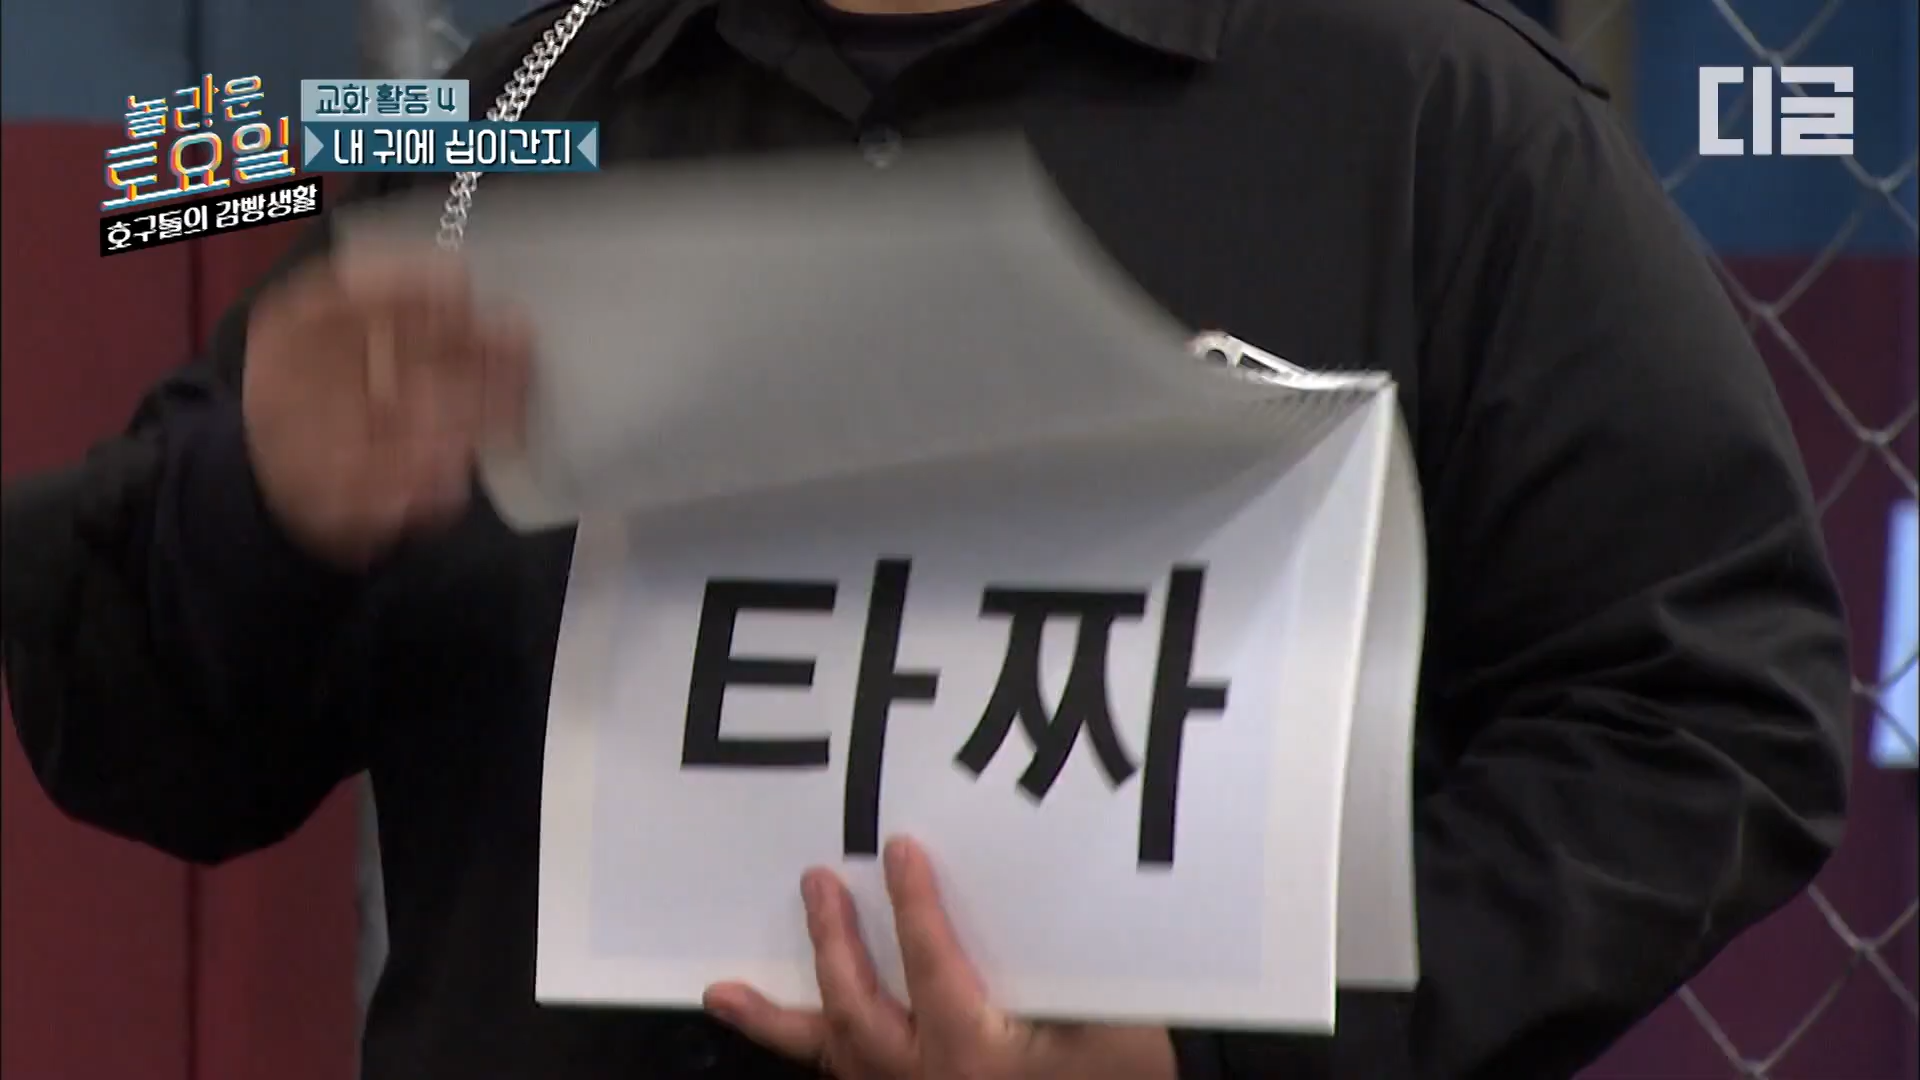 놀라운
토요일
호구들의 감빵생활
교화 활동 4
내 귀에 십이간지
디글
타짜